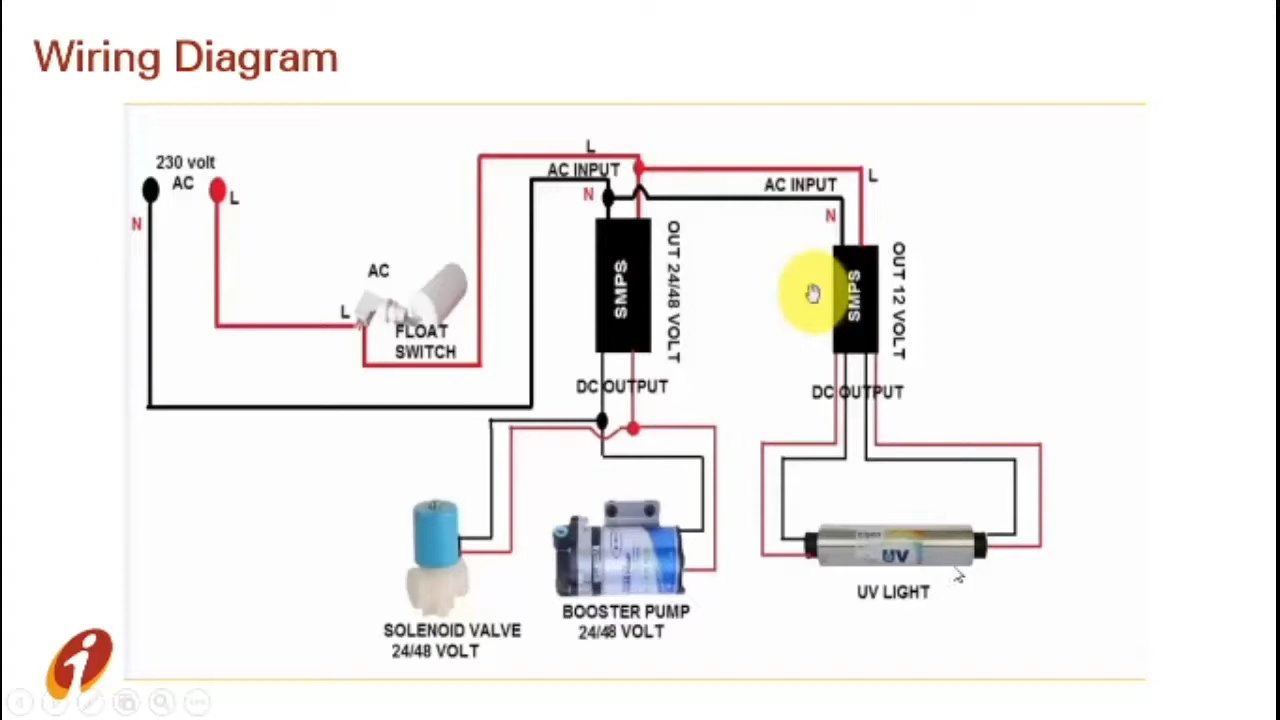 Wiring Diagram
230 volt
AC
L
N
AC
L
FLOAT
SWITCH
L
AC INPUT
N
SMPS
OUT 24/48 VOLT
DC OUTPUT
L
AC INPUT
N
SMPS
OUT 12 VOLT
DC OUTPUT
SOLENOID VALVE
24/48 VOLT
BOOSTER PUMP
24/48 VOLT
UV
UV LIGHT
i